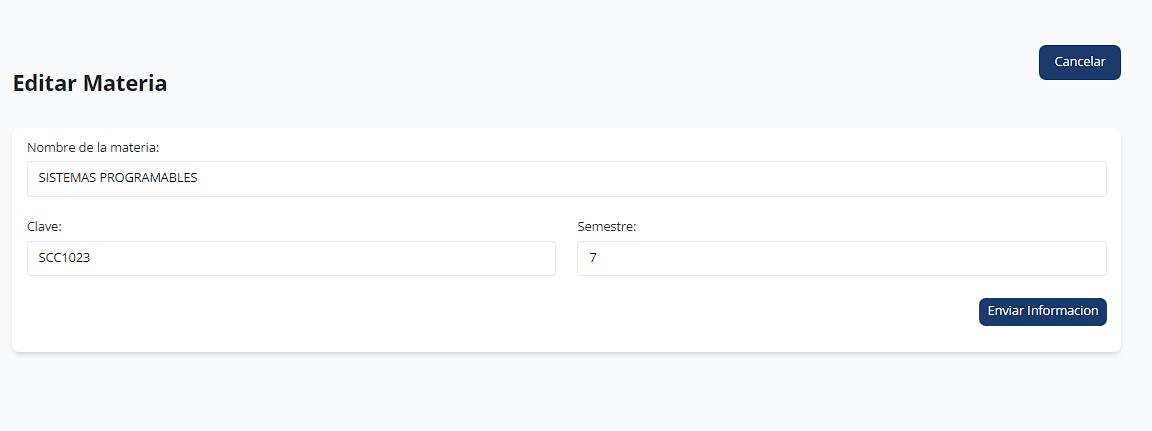 Cancelar
Editar Materia
Nombre de la materia:
SISTEMAS PROGRAMABLES
Clave:
Semestre:
SCC1023
7
Enviar Informacion